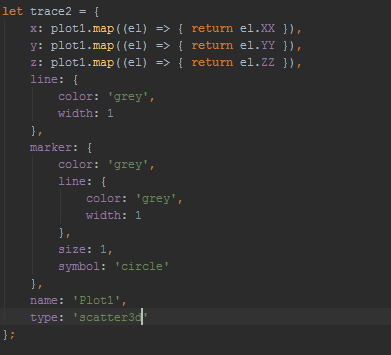 let trace2 = {
    x: plot1.map((el) => { return el.XX }),
    y: plot1.map((el) => { return el.YY }),
    z: plot1.map((el) => { return el.ZZ }),
    line: {
        color: 'grey',
        width: 1
    },
    marker: {
        color: 'grey',
        line: {
            color: 'grey',
            width: 1
        },
        size: 1,
        symbol: 'circle'
    },
    name: 'Plot1',
    type: 'scatter3d'
};